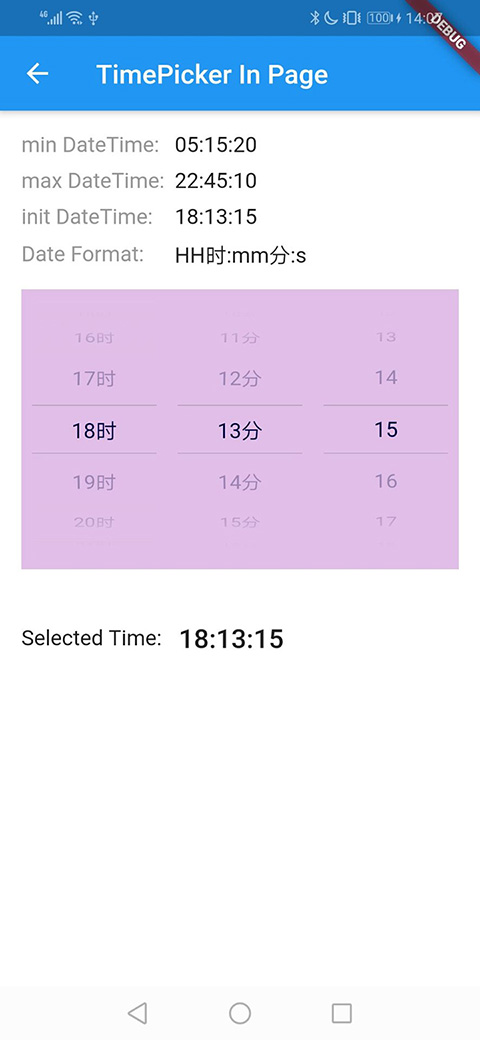 4G 100 14:07
DEBUG
TimePicker In Page
min DateTime: 05:15:20
max DateTime: 22:45:10
init DateTime: 18:13:15
Date Format: HH时:mm分:s
16时 11分 13
17时 12分 14
18时 13分 15
19时 14分 16
20时 15分 17
Selected Time: 18:13:15